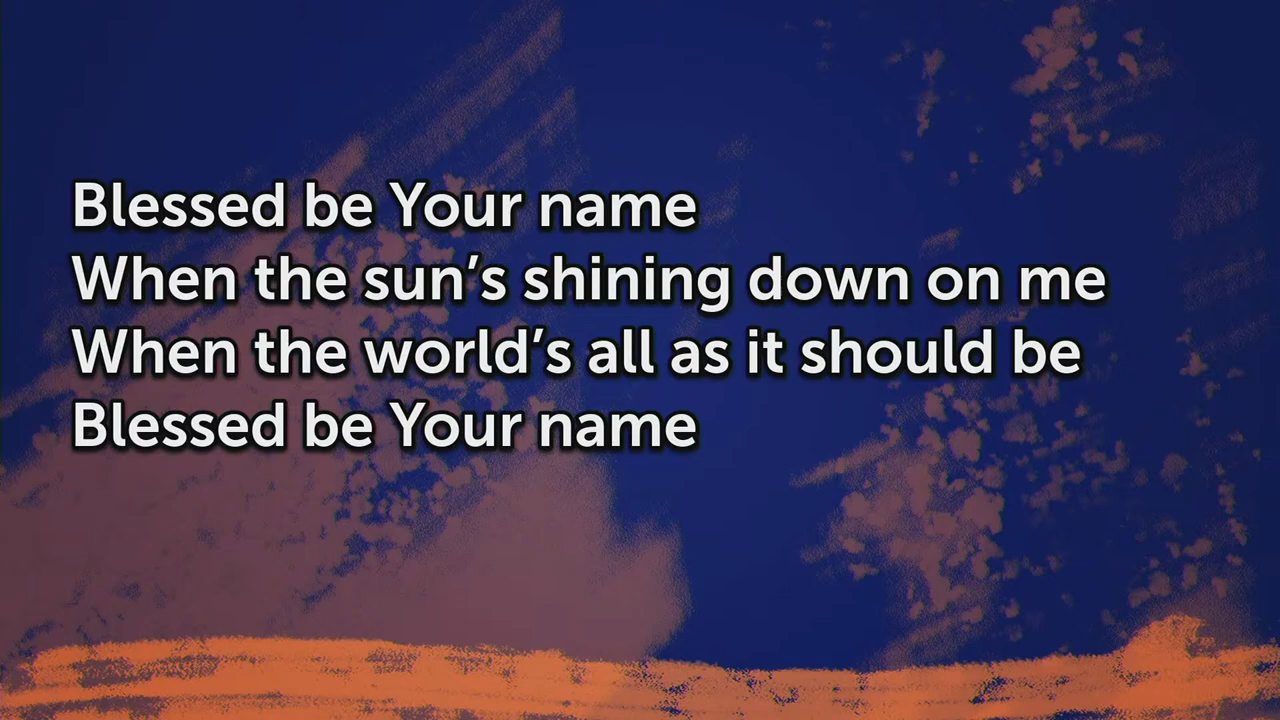 Blessed be Your name
When the sun’s shining down on me
When the world’s all as it should be
Blessed be Your name